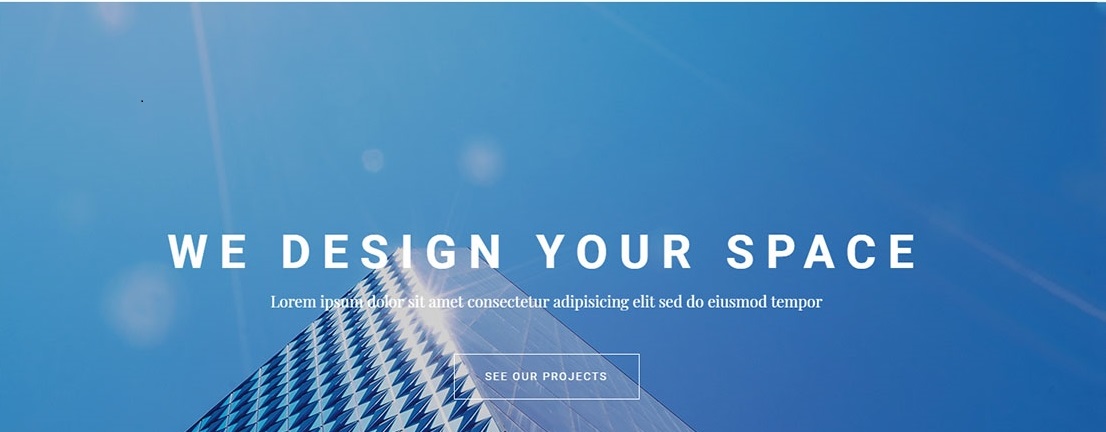 WE DESIGN YOUR SPACE
Lorem ipsum dolor sit amet consectetur adipisicing elit sed do eiusmod tempor
SEE OUR PROJECTS